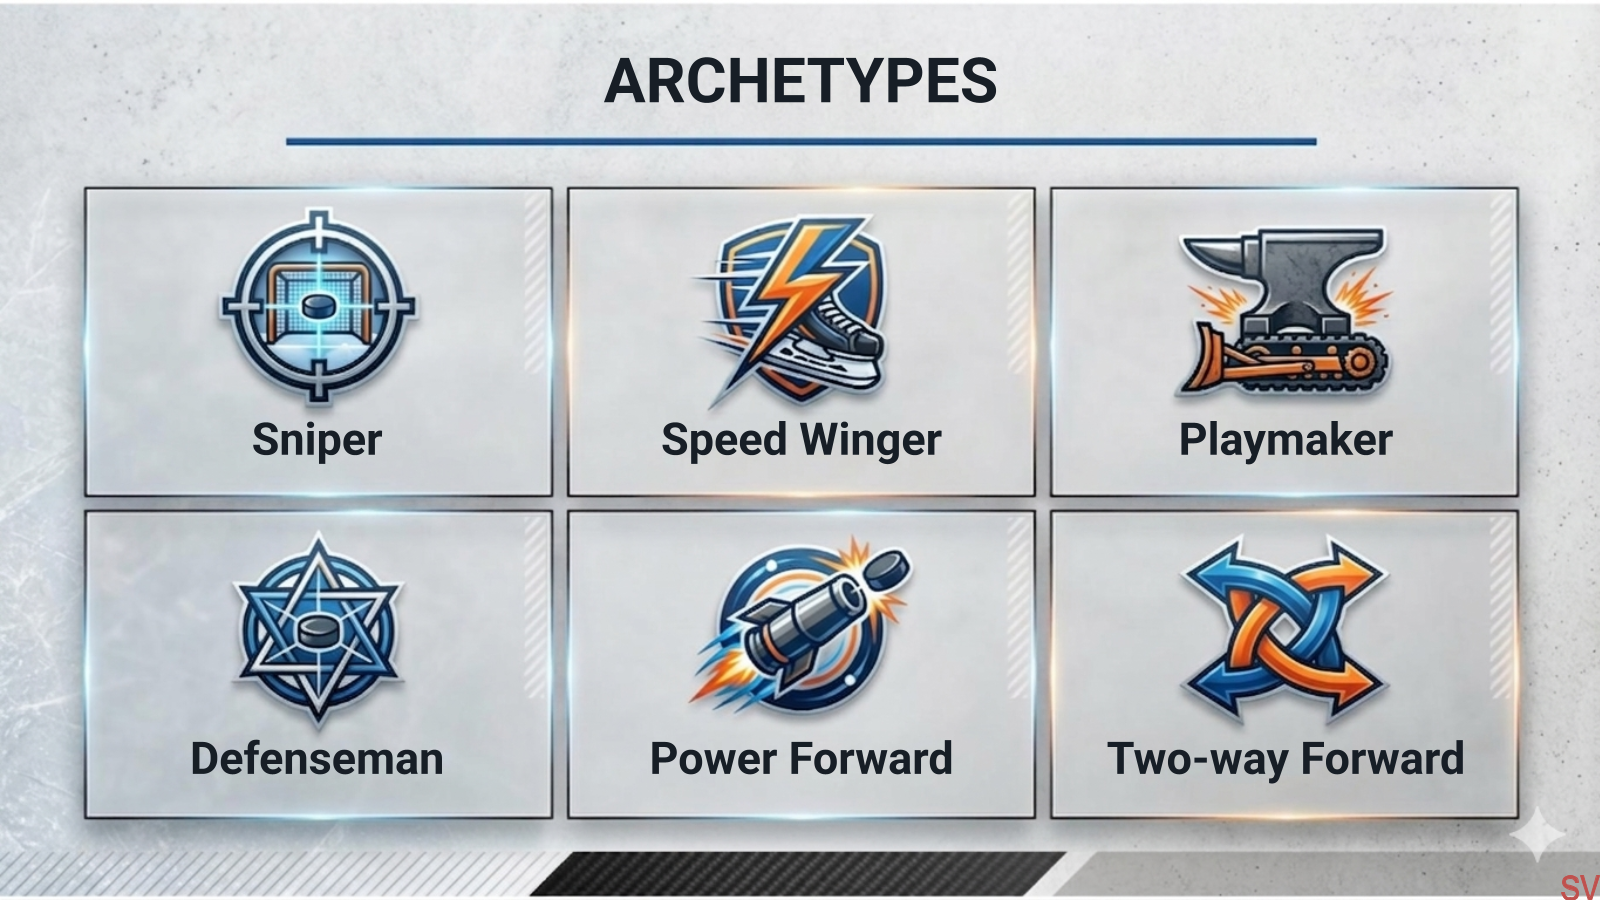 ARCHETYPES
Sniper
Speed Winger
Playmaker
Defenseman
Power Forward
Two-way Forward
SV